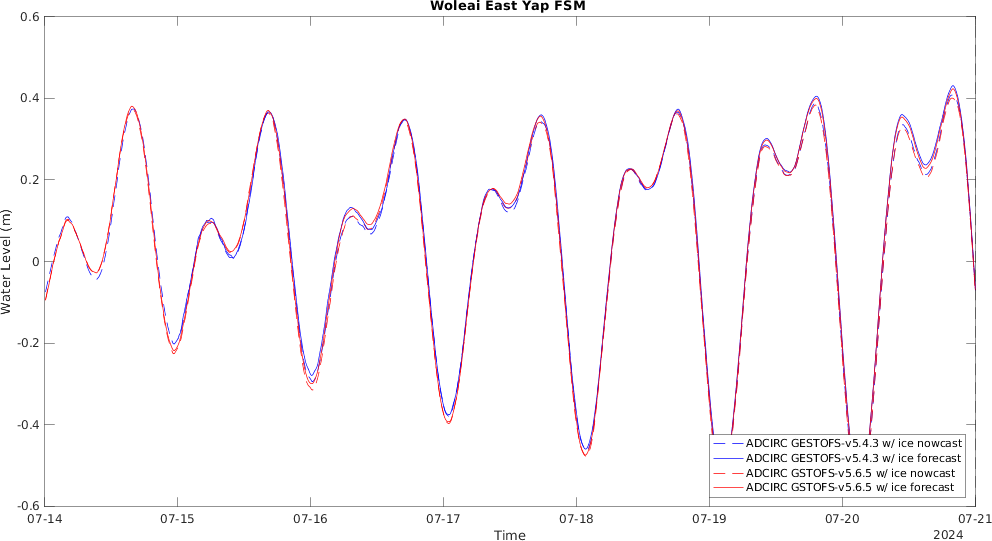 Woleai East Yap FSM
0.6
0.4
0.2
0
-0.2
-0.4
-0.6
Water Level (m)
ADCIRC GESTOFS-v5.4.3 w/ ice nowcast
ADCIRC GESTOFS-v5.4.3 w/ ice forecast
ADCIRC GSTOFS-v5.6.5 w/ ice nowcast
ADCIRC GSTOFS-v5.6.5 w/ ice forecast
07-14 07-15 07-16 07-17 07-18 07-19 07-20 07-21
Time
2024